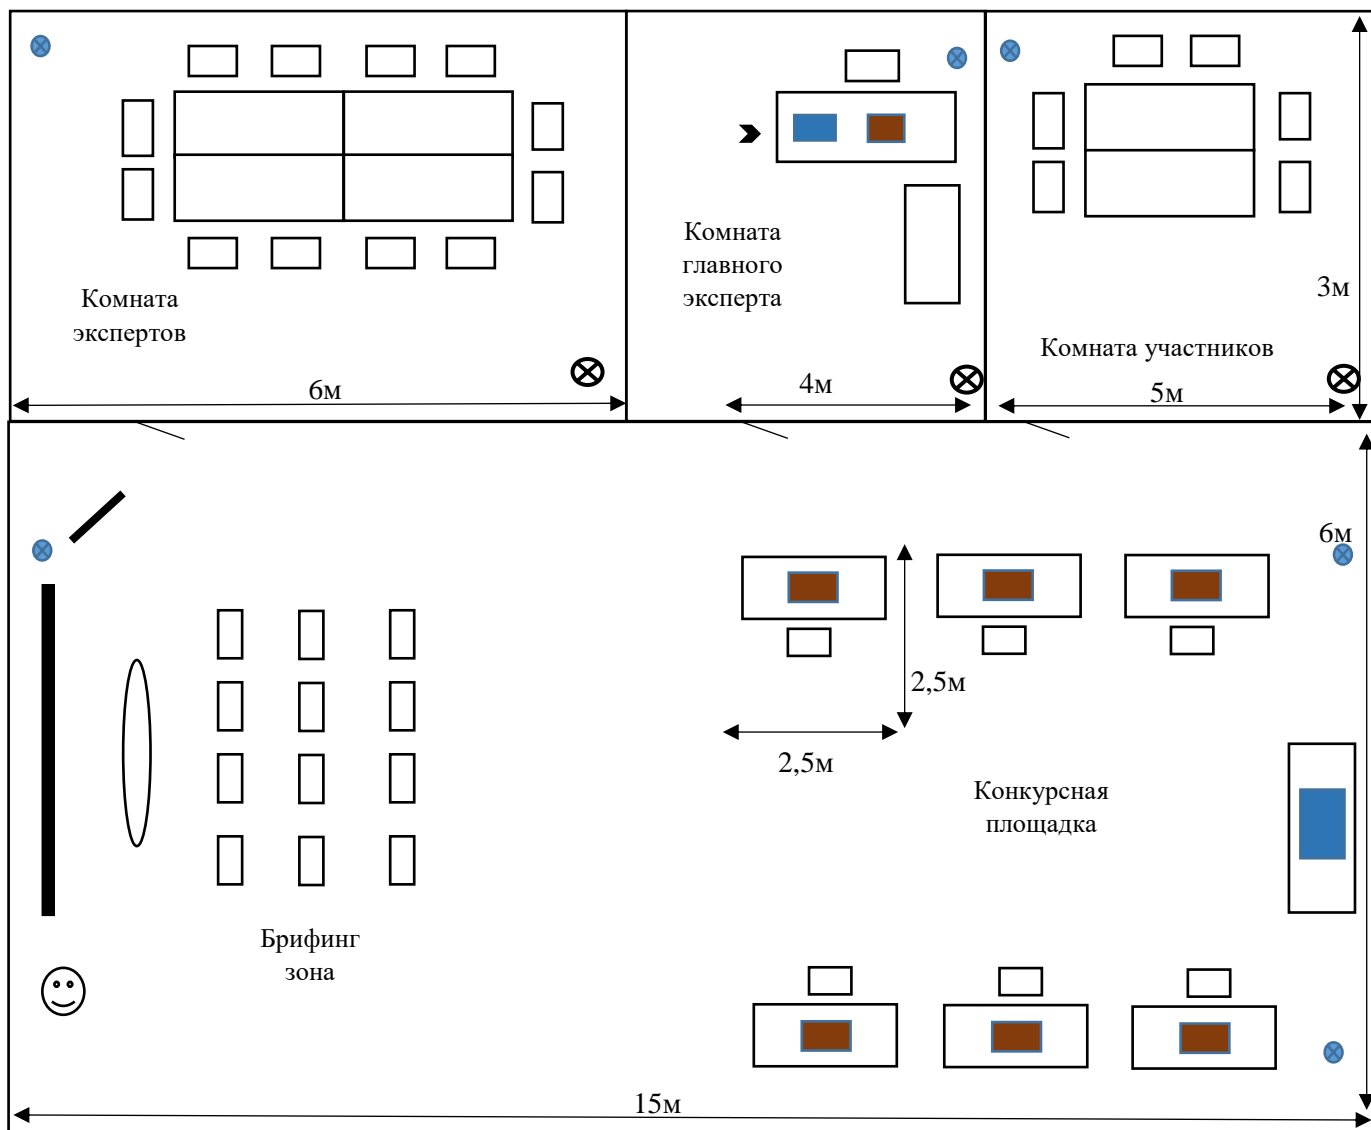 Комната
экспертов
6м
Комната
главного
эксперта
4м
3м
Комната участников
5м
6м
2,5м
2,5м
Конкурсная
площадка
Брифинг
зона
15м